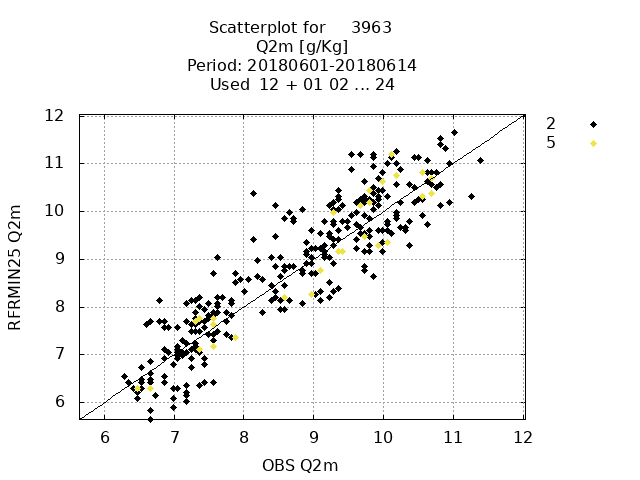 Scatterplot for 3963
Q2m [g/Kg]
Period: 20180601-20180614
Used 12 + 01 02 ... 24
2
5
12
11
10
9
8
7
6
RFRMIN25 Q2m
6 7 8 9 10 11 12
OBS Q2m